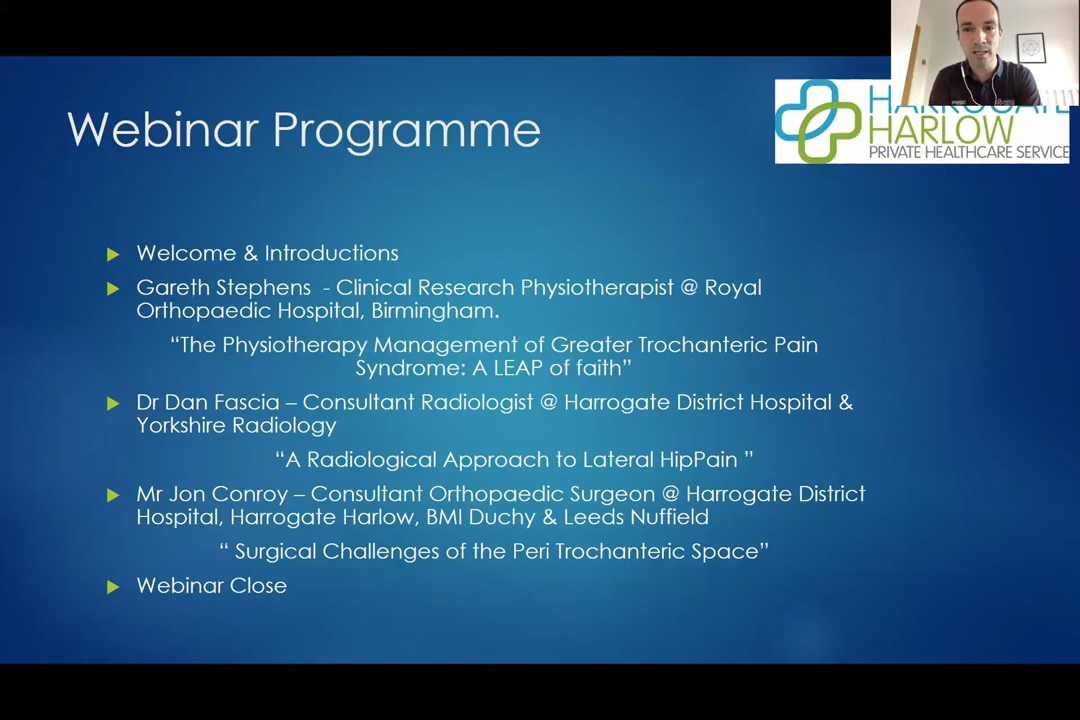 Webinar Programme
HARROGATE
HARLOW
PRIVATE HEALTHCARE SERVICE
Welcome & Introductions
Gareth Stephens - Clinical Research Physiotherapist @ Royal
Orthopaedic Hospital, Birmingham.
“The Physiotherapy Management of Greater Trochanteric Pain
Syndrome: A LEAP of faith”
Dr Dan Fascia – Consultant Radiologist @ Harrogate District Hospital &
Yorkshire Radiology
“A Radiological Approach to Lateral HipPain ”
Mr Jon Conroy – Consultant Orthopaedic Surgeon @ Harrogate District
Hospital, Harrogate Harlow, BMI Duchy & Leeds Nuffield
“ Surgical Challenges of the Peri Trochanteric Space”
Webinar Close